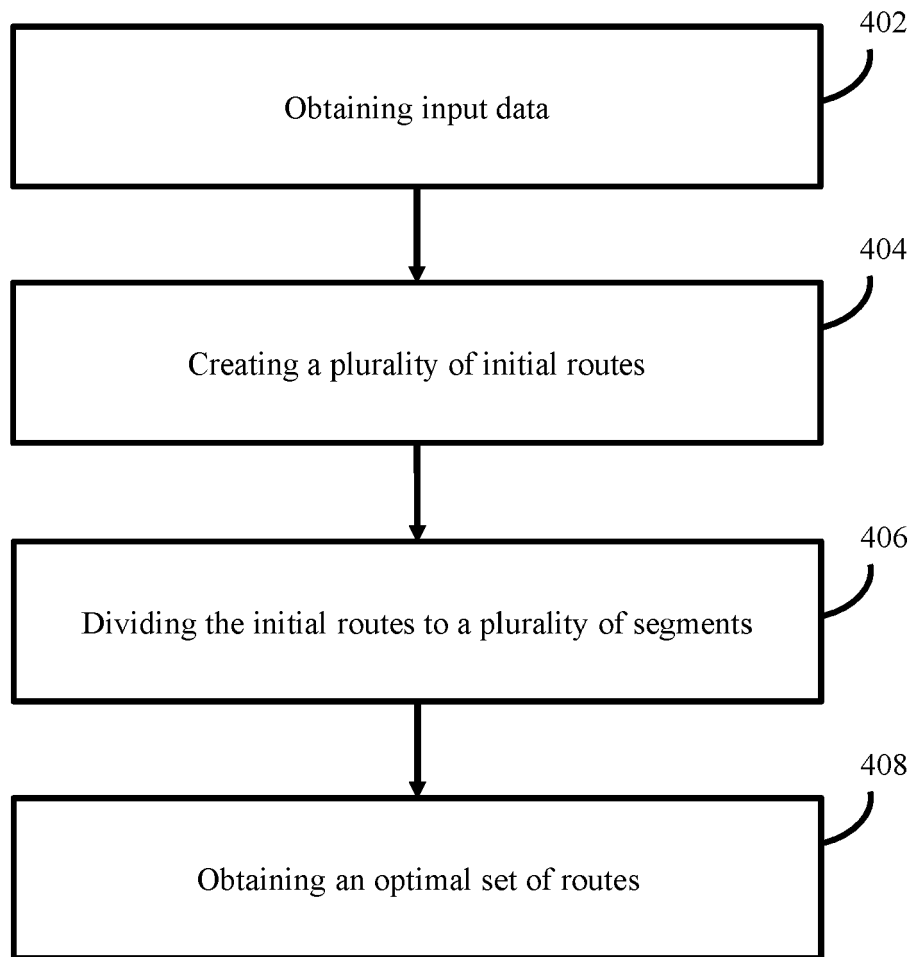 402
Obtaining input data
404
Creating a plurality of initial routes
406
Dividing the initial routes to a plurality of segments
408
Obtaining an optimal set of routes